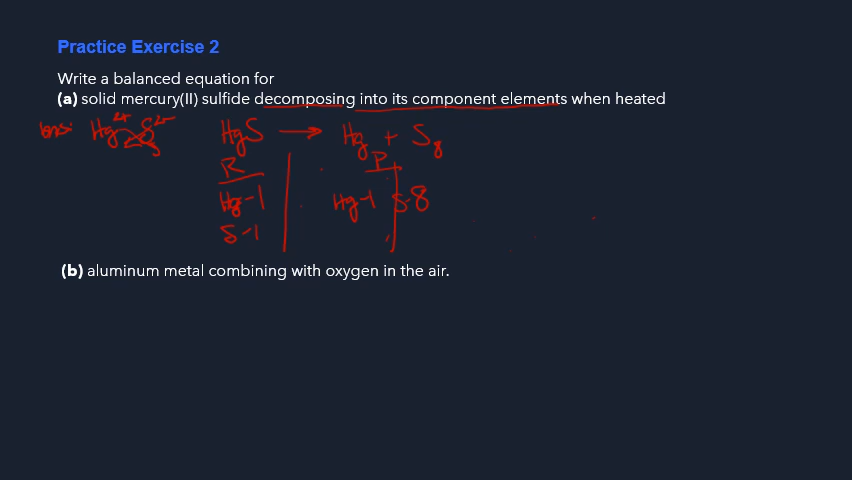 Practice Exercise 2
Write a balanced equation for
(a) solid mercury(II) sulfide decomposing into its component elements when heated
Hg²⁺ S²⁻ HgS → Hg + S₈
R P
Hg-1 Hg-1 S-8
S-1
(b) aluminum metal combining with oxygen in the air.